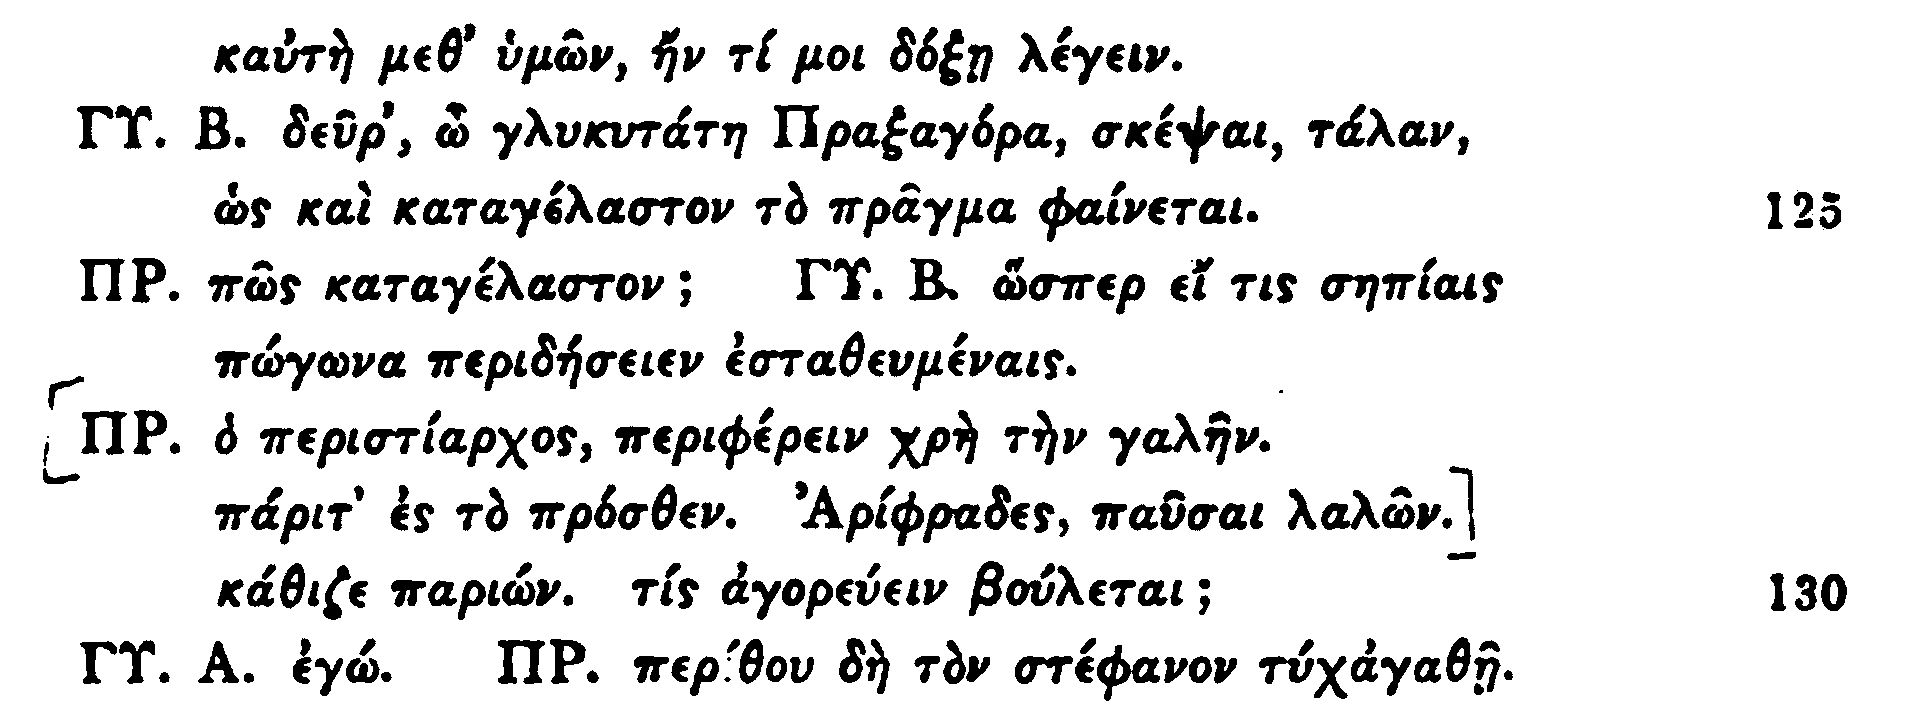 καὐτὴ μεθ’ ὑμῶν, ἤν τί μοι δόξῃ λέγειν.
ΓΥ. Β. δεῦρ’, ὦ γλυκυτάτη Πραξαγόρα, σκέψαι, τάλαν,
ὡς καὶ καταγέλαστον τὸ πρᾶγμα φαίνεται. 125
ΠΡ. πῶς καταγέλαστον; ΓΥ. Β. ὥσπερ εἴ τις σηπίαις
πώγωνα περιδήσειεν ἐσταθευμέναις.
ΠΡ. ὁ περιστίαρχος, περιφέρειν χρὴ τὴν γαλῆν.
πάριτ’ ἐς τὸ πρόσθεν. Ἀρίφραδες, παῦσαι λαλῶν.
κάθιζε παριών. τίς ἀγορεύειν βούλεται; 130
ΓΥ. Α. ἐγώ. ΠΡ. περίθου δὴ τὸν στέφανον τύχἀγαθῇ.